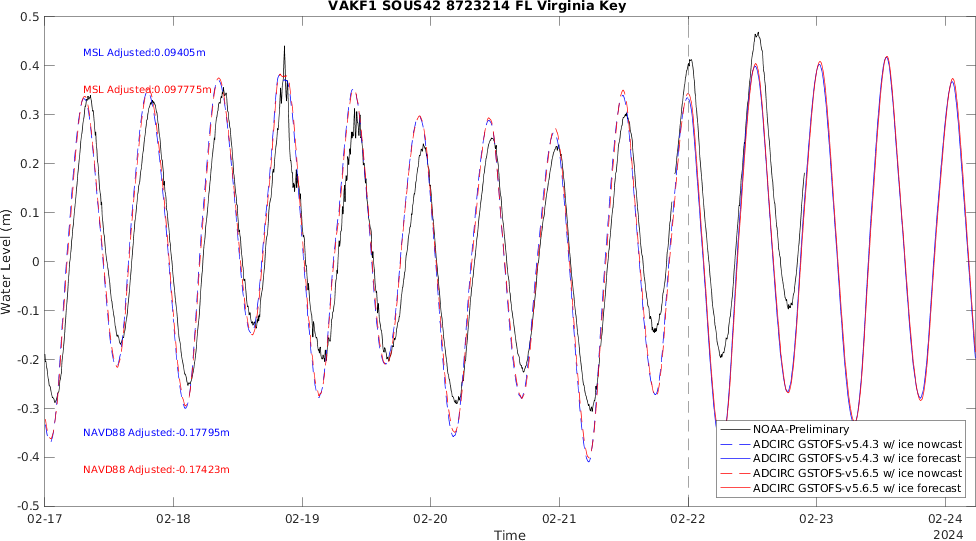 VAKF1 SOUS42 8723214 FL Virginia Key
0.5
0.4
0.3
0.2
0.1
0
-0.1
-0.2
-0.3
-0.4
-0.5
Water Level (m)
MSL Adjusted:0.09405m
MSL Adjusted:0.097775m
NAVD88 Adjusted:-0.17795m
NAVD88 Adjusted:-0.17423m
NOAA-Preliminary
ADCIRC GSTOFS-v5.4.3 w/ ice nowcast
ADCIRC GSTOFS-v5.4.3 w/ ice forecast
ADCIRC GSTOFS-v5.6.5 w/ ice nowcast
ADCIRC GSTOFS-v5.6.5 w/ ice forecast
02-17 02-18 02-19 02-20 02-21 02-22 02-23 02-24
Time
2024